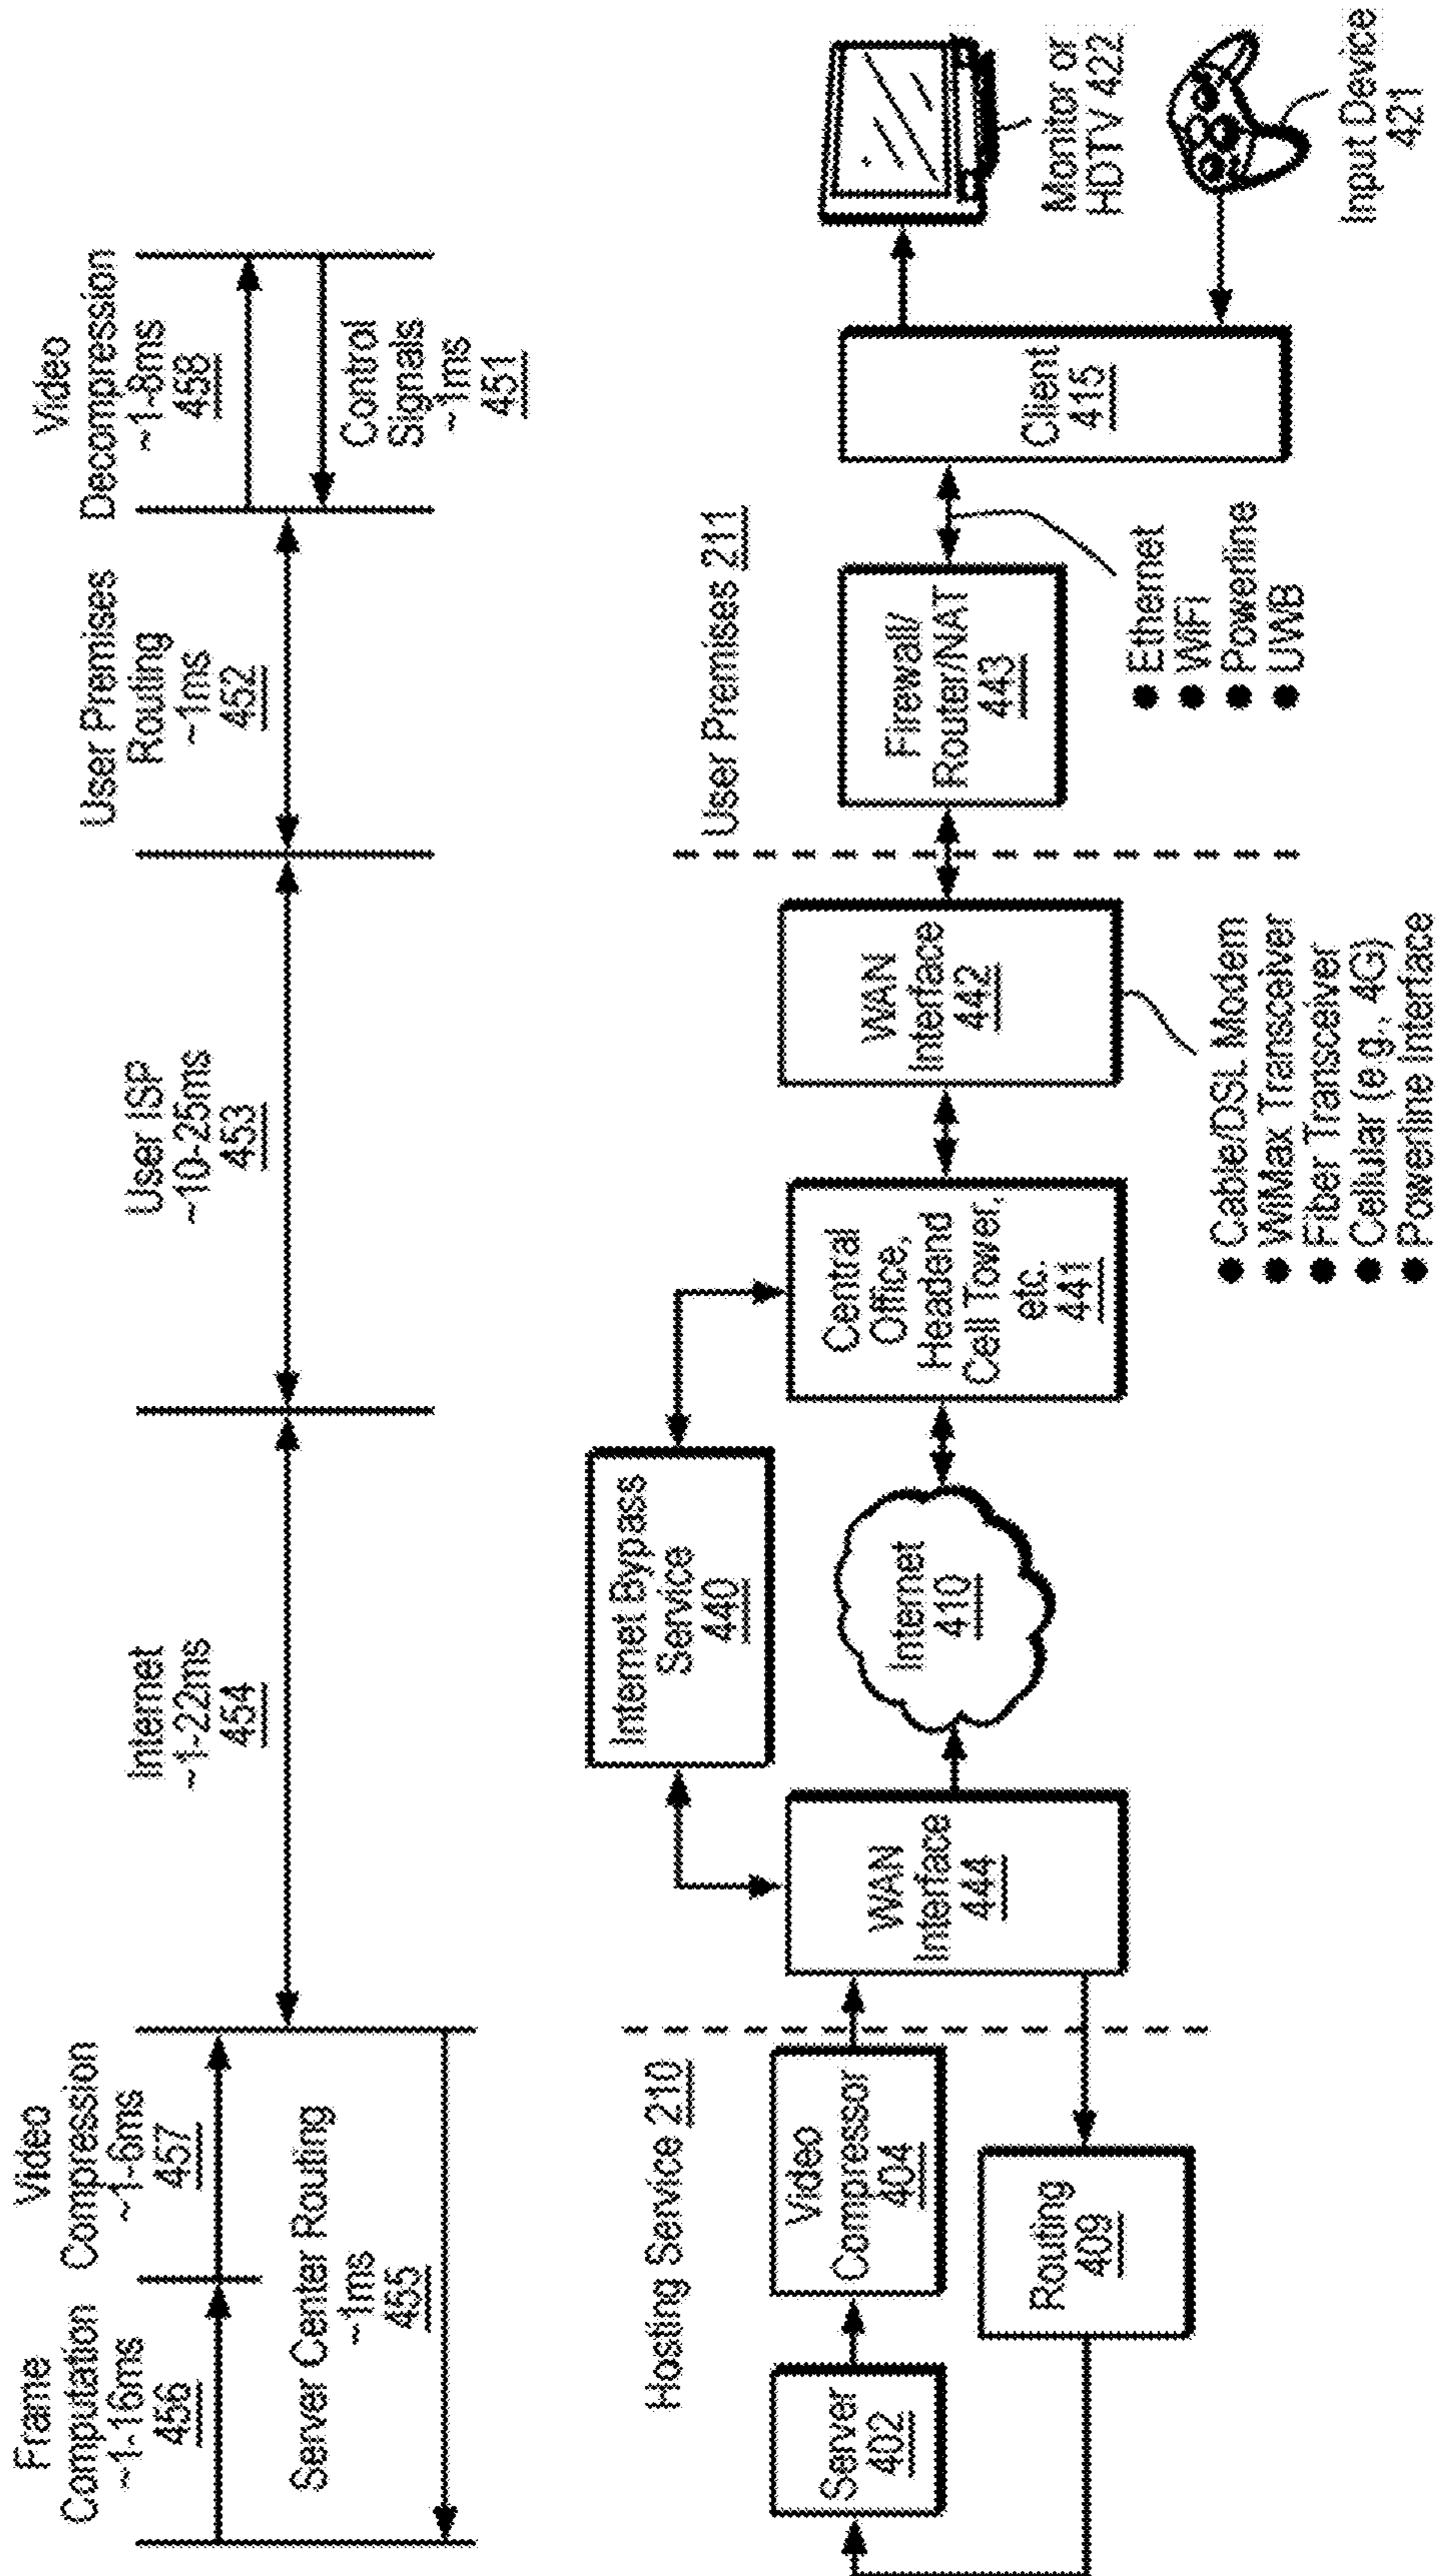 Frame
Computation
~1-16ms
456
Video
Compression
~1-6ms
457
Server Center Routing
~1ms
455
Internet
~1-22ms
454
User ISP
~10-25ms
453
User Premises
Routing
~1ms
452
Video
Decompression
~1-8ms
458
Control
Signals
~1ms
451
Hosting Service 210
Server
402
Video
Compressor
404
Routing
409
WAN
Interface
444
Internet Bypass
Service
440
Internet
410
Central
Office,
Headend
Cell Tower,
etc.
441
WAN
Interface
442
● Cable/DSL Modem
● WiMax Transceiver
● Fiber Transceiver
● Cellular (e.g., 4G)
● Powerline Interface
User Premises 211
Firewall/
Router/NAT
443
● Ethernet
● WiFi
● Powerline
● UWB
Client
415
Monitor or
HDTV 422
Input Device
421